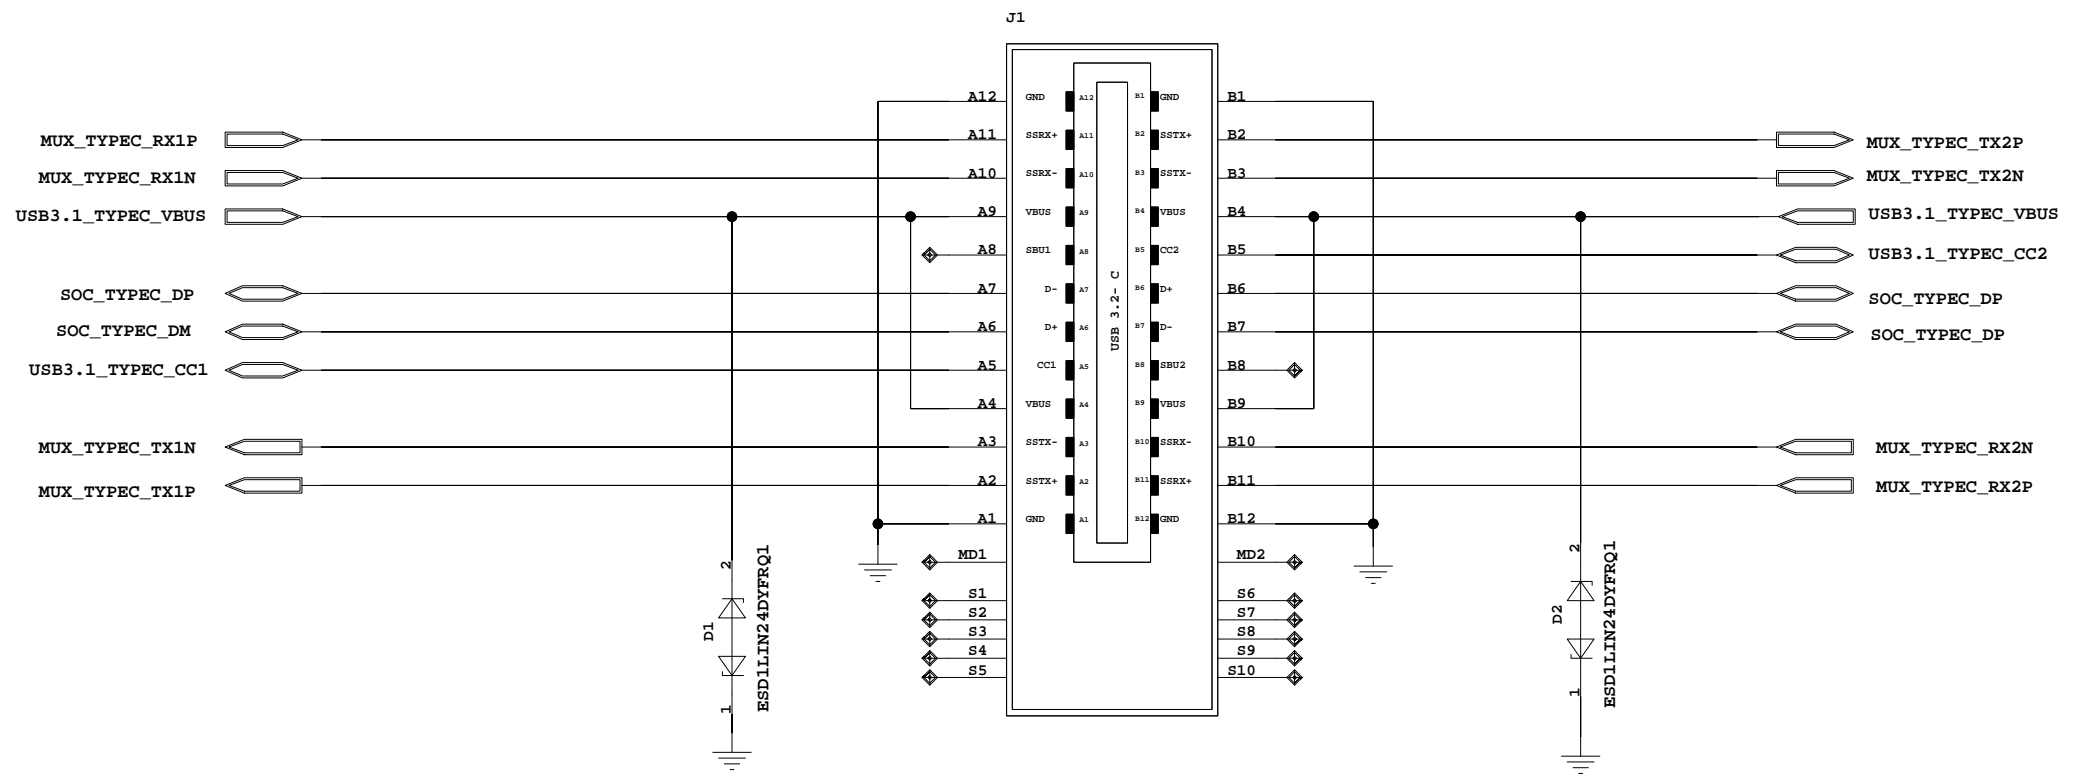 J1
A12 GND A12 B1 GND B1
MUX_TYPEC_RX1P A11 SSRX+ A11 B2 SSTX+ B2 MUX_TYPEC_TX2P
MUX_TYPEC_RX1N A10 SSRX- A10 B3 SSTX- B3 MUX_TYPEC_TX2N
USB3.1_TYPEC_VBUS A9 VBUS A9 B4 VBUS B4 USB3.1_TYPEC_VBUS
A8 SBU1 A8 B5 CC2 B5 USB3.1_TYPEC_CC2
SOC_TYPEC_DP A7 D- A7 B6 D+ B6 SOC_TYPEC_DP
SOC_TYPEC_DM A6 D+ A6 B7 D- B7 SOC_TYPEC_DP
USB3.1_TYPEC_CC1 A5 CC1 A5 B8 SBU2 B8
A4 VBUS A4 B9 VBUS B9
MUX_TYPEC_TX1N A3 SSTX- A3 B10 SSRX- B10 MUX_TYPEC_RX2N
MUX_TYPEC_TX1P A2 SSTX+ A2 B11 SSRX+ B11 MUX_TYPEC_RX2P
A1 GND A1 B12 GND B12
USB 3.2- C
MD1 MD2
S1 S6
S2 S7
S3 S8
S4 S9
S5 S10
2
D1
ESD1LIN24DYFRQ1
1
2
D2
ESD1LIN24DYFRQ1
1